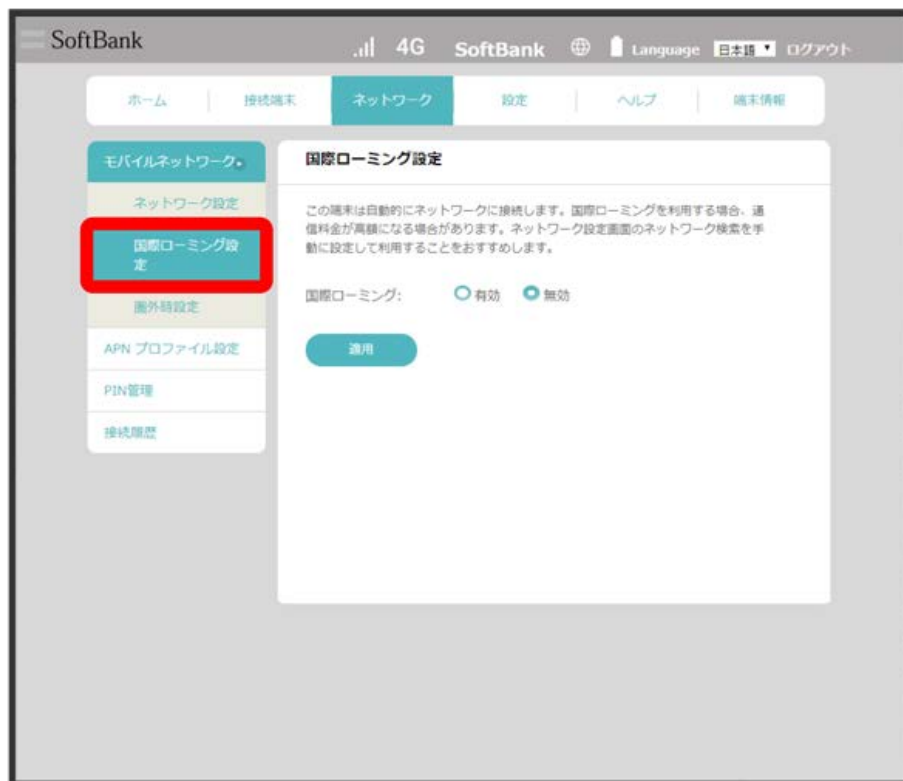 SoftBank
4G SoftBank Language 日本語 ログアウト
ホーム 接続端末 ネットワーク 設定 ヘルプ 端末情報
モバイルネットワーク
ネットワーク設定
国際ローミング設
定
圏外時設定
APN プロファイル設定
PIN管理
接続履歴
国際ローミング設定
この端末は自動的にネットワークに接続します。国際ローミングを利用する場合、通
信料金が高額になる場合があります。ネットワーク設定画面のネットワーク検索を手
動に設定して利用することをおすすめします。
国際ローミング: 有効 無効
適用